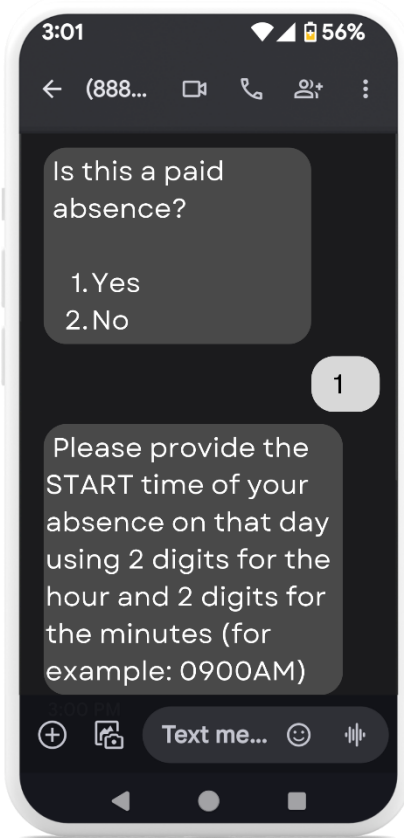 3:01 56%
(888...
Is this a paid
absence?
1. Yes
2. No
1
Please provide the
START time of your
absence on that day
using 2 digits for the
hour and 2 digits for
the minutes (for
example: 0900AM)
3:00 PM
Text me...